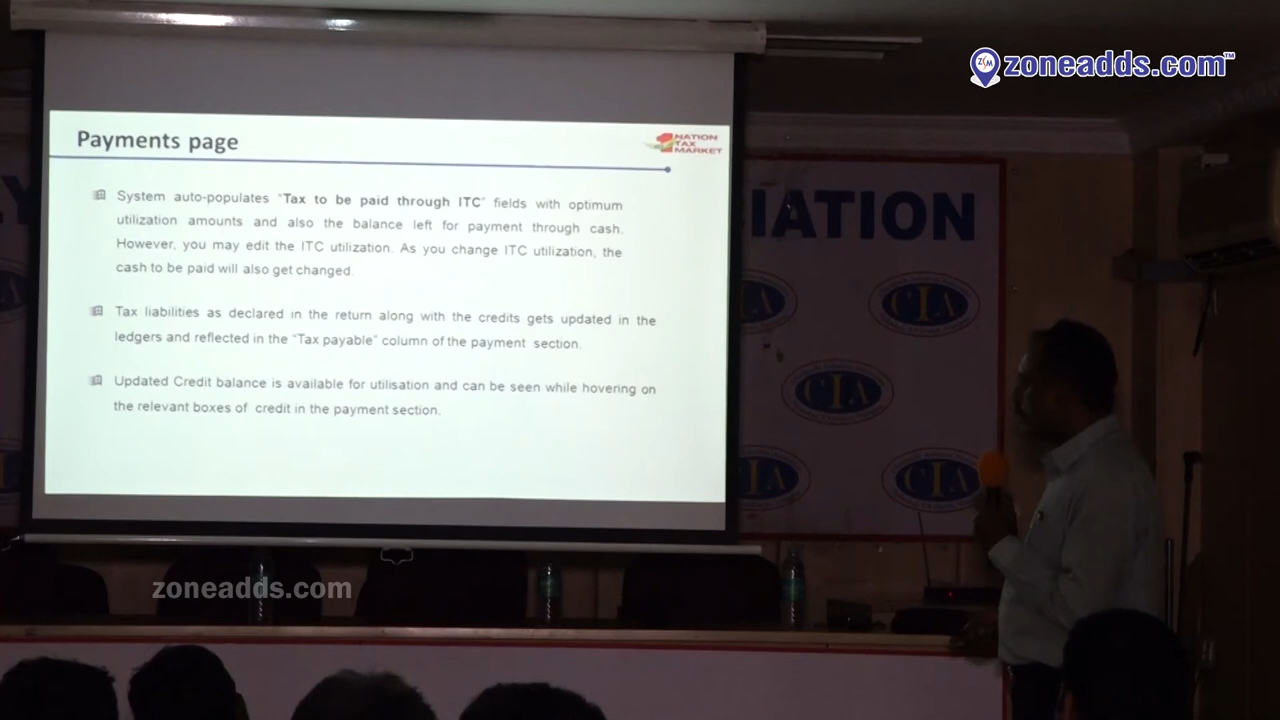 zoneadds.com™
Payments page
NATION
TAX
MARKET
System auto-populates "Tax to be paid through ITC" fields with optimum
utilization amounts and also the balance left for payment through cash.
However, you may edit the ITC utilization. As you change ITC utilization, the
cash to be paid will also get changed.
Tax liabilities as declared in the return along with the credits gets updated in the
ledgers and reflected in the "Tax payable" column of the payment section.
Updated Credit balance is available for utilisation and can be seen while hovering on
the relevant boxes of credit in the payment section.
IATION
CIA
CIA
CIA
zoneadds.com